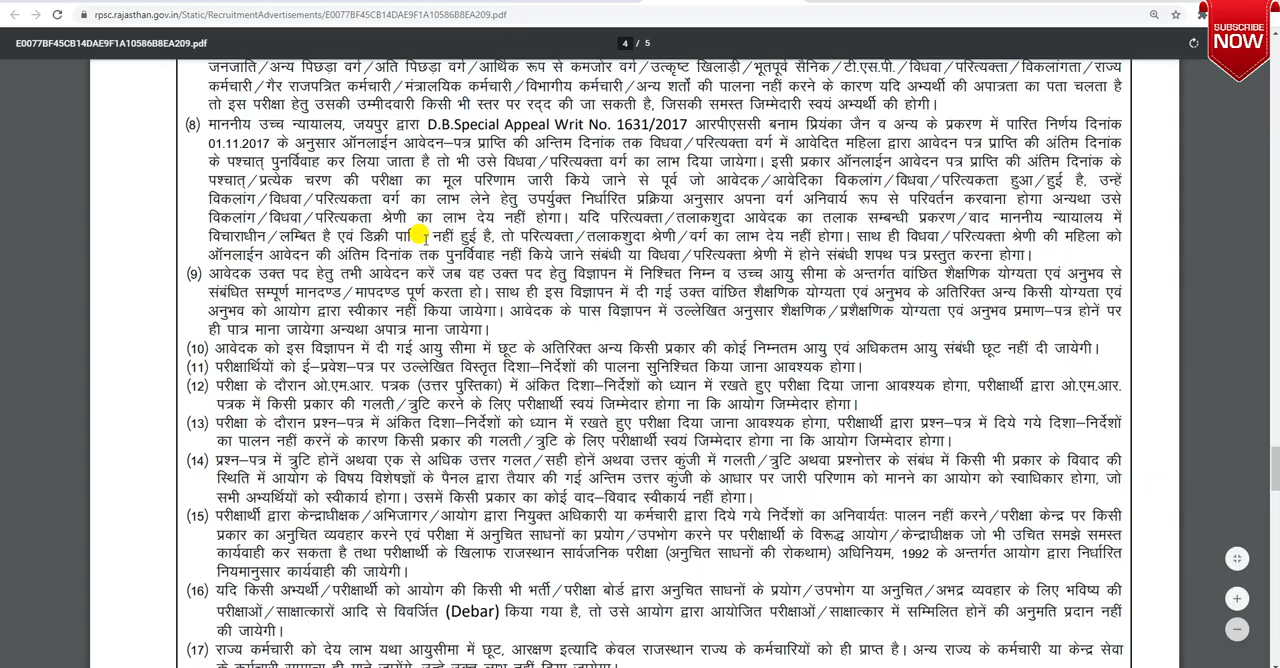 rpsc.rajasthan.gov.in/Static/RecruitmentAdvertisements/E0077BF45CB14DAE9F1A10586B8EA209.pdf
SUBSCRIBE
NOW
E0077BF45CB14DAE9F1A10586B8EA209.pdf
4 / 5
जनजाति/अन्य पिछड़ा वर्ग/अति पिछड़ा वर्ग/आर्थिक रूप से कमजोर वर्ग/उत्कृष्ट खिलाड़ी/भूतपूर्व सैनिक/टी.एस.पी./विधवा/परित्यक्ता/विकलांगता/राज्य
कर्मचारी/गैर राजपत्रित कर्मचारी/मंत्रालयिक कर्मचारी/विभागीय कर्मचारी/अन्य शर्तों की पालना नहीं करने के कारण यदि अभ्यर्थी की अपात्रता का पता चलता है
तो इस परीक्षा हेतु उसकी उम्मीदवारी किसी भी स्तर पर रद्द की जा सकती है, जिसकी समस्त जिम्मेदारी स्वयं अभ्यर्थी की होगी।
(8) माननीय उच्च न्यायालय, जयपुर द्वारा D.B.Special Appeal Writ No. 1631/2017 आरपीएससी बनाम प्रियंका जैन व अन्य के प्रकरण में पारित निर्णय दिनांक
01.11.2017 के अनुसार ऑनलाईन आवेदन-पत्र प्राप्ति की अन्तिम दिनांक तक विधवा/परित्यक्ता वर्ग में आवेदित महिला द्वारा आवेदन पत्र प्राप्ति की अंतिम दिनांक
के पश्चात् पुनर्विवाह कर लिया जाता है तो भी उसे विधवा/परित्यक्ता वर्ग का लाभ दिया जायेगा। इसी प्रकार ऑनलाईन आवेदन पत्र प्राप्ति की अंतिम दिनांक के
पश्चात्/प्रत्येक चरण की परीक्षा का मूल परिणाम जारी किये जाने से पूर्व जो आवेदक/आवेदिका विकलांग/विधवा/परित्यकता हुआ/हुई है, उन्हें
विकलांग/विधवा/परित्यकता वर्ग का लाभ लेने हेतु उपर्युक्त निर्धारित प्रक्रिया अनुसार अपना वर्ग अनिवार्य रूप से परिवर्तन करवाना होगा अन्यथा उसे
विकलांग/विधवा/परित्यकता श्रेणी का लाभ देय नहीं होगा। यदि परित्यक्ता/तलाकशुदा आवेदक का तलाक सम्बन्धी प्रकरण/वाद माननीय न्यायालय में
विचाराधीन/लम्बित है एवं डिक्री नहीं हुई है, तो परित्यक्ता/तलाकशुदा श्रेणी/वर्ग का लाभ देय नहीं होगा। साथ ही विधवा/परित्यक्ता श्रेणी की महिला को
ऑनलाईन आवेदन की अंतिम दिनांक तक पुनर्विवाह नहीं किये जाने संबंधी या विधवा/परित्यक्ता श्रेणी में होने संबंधी शपथ पत्र प्रस्तुत करना होगा।
(9) आवेदक उक्त पद हेतु तभी आवेदन करें जब वह उक्त पद हेतु विज्ञापन में निश्चित निम्न व उच्च आयु सीमा के अन्तर्गत वांछित शैक्षणिक योग्यता एवं अनुभव से
संबंधित सम्पूर्ण मानदण्ड/मापदण्ड पूर्ण करता हो। साथ ही इस विज्ञापन में दी गई उक्त वांछित शैक्षणिक योग्यता एवं अनुभव के अतिरिक्त अन्य किसी योग्यता एवं
अनुभव को आयोग द्वारा स्वीकार नहीं किया जायेगा। आवेदक के पास विज्ञापन में उल्लेखित अनुसार शैक्षणिक/प्रशैक्षणिक योग्यता एवं अनुभव प्रमाण-पत्र होनें पर
ही पात्र माना जायेगा अन्यथा अपात्र माना जायेगा।
(10) आवेदक को इस विज्ञापन में दी गई आयु सीमा में छूट के अतिरिक्त अन्य किसी प्रकार की कोई निम्नतम आयु एवं अधिकतम आयु संबंधी छूट नहीं दी जायेगी।
(11) परीक्षार्थियों को ई-प्रवेश-पत्र पर उल्लेखित विस्तृत दिशा-निर्देशों की पालना सुनिश्चित किया जाना आवश्यक होगा।
(12) परीक्षा के दौरान ओ.एम.आर. पत्रक (उत्तर पुस्तिका) में अंकित दिशा-निर्देशों को ध्यान में रखते हुए परीक्षा दिया जाना आवश्यक होगा, परीक्षार्थी द्वारा ओ.एम.आर.
पत्रक में किसी प्रकार की गलती/त्रुटि करने के लिए परीक्षार्थी स्वयं जिम्मेदार होगा ना कि आयोग जिम्मेदार होगा।
(13) परीक्षा के दौरान प्रश्न-पत्र में अंकित दिशा-निर्देशों को ध्यान में रखते हुए परीक्षा दिया जाना आवश्यक होगा, परीक्षार्थी द्वारा प्रश्न-पत्र में दिये गये दिशा-निर्देशों
का पालन नहीं करनें के कारण किसी प्रकार की गलती/त्रुटि के लिए परीक्षार्थी स्वयं जिम्मेदार होगा ना कि आयोग जिम्मेदार होगा।
(14) प्रश्न-पत्र में त्रुटि होनें अथवा एक से अधिक उत्तर गलत/सही होनें अथवा उत्तर कुंजी में गलती/त्रुटि अथवा प्रश्नोत्तर के संबंध में किसी भी प्रकार के विवाद की
स्थिति में आयोग के विषय विशेषज्ञों के पैनल द्वारा तैयार की गई अन्तिम उत्तर कुंजी के आधार पर जारी परिणाम को मानने का आयोग को स्वाधिकार होगा, जो
सभी अभ्यर्थियों को स्वीकार्य होगा। उसमें किसी प्रकार का कोई वाद-विवाद स्वीकार्य नहीं होगा।
(15) परीक्षार्थी द्वारा केन्द्राधीक्षक/अभिजागर/आयोग द्वारा नियुक्त अधिकारी या कर्मचारी द्वारा दिये गये निर्देशों का अनिवार्यतः पालन नहीं करने/परीक्षा केन्द्र पर किसी
प्रकार का अनुचित व्यवहार करने एवं परीक्षा में अनुचित साधनों का प्रयोग/उपभोग करने पर परीक्षार्थी के विरूद्ध आयोग/केन्द्राधीक्षक जो भी उचित समझे समस्त
कार्यवाही कर सकता है तथा परीक्षार्थी के खिलाफ राजस्थान सार्वजनिक परीक्षा (अनुचित साधनों की रोकथाम) अधिनियम, 1992 के अन्तर्गत आयोग द्वारा निर्धारित
नियमानुसार कार्यवाही की जायेगी।
(16) यदि किसी अभ्यर्थी/परीक्षार्थी को आयोग की किसी भी भर्ती/परीक्षा बोर्ड द्वारा अनुचित साधनों के प्रयोग/उपभोग या अनुचित/अभद्र व्यवहार के लिए भविष्य की
परीक्षाओं/साक्षात्कारों आदि से विवर्जित (Debar) किया गया है, तो उसे आयोग द्वारा आयोजित परीक्षाओं/साक्षात्कार में सम्मिलित होनें की अनुमति प्रदान नहीं
की जायेगी।
(17) राज्य कर्मचारी को देय लाभ यथा आयुसीमा में छूट, आरक्षण इत्यादि केवल राजस्थान राज्य के कर्मचारियों को ही प्राप्त है। अन्य राज्य के कर्मचारी या केन्द्र सेवा